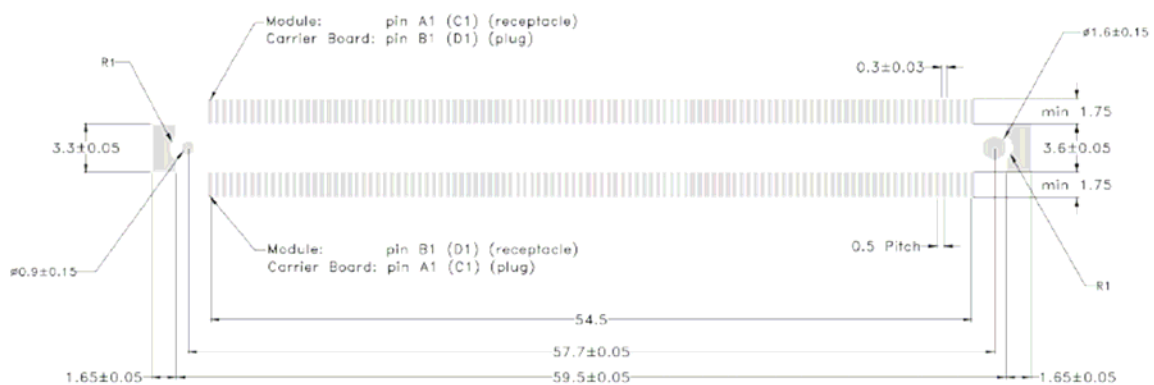 Module: pin A1 (C1) (receptacle)
Carrier Board: pin B1 (D1) (plug)
ø1.6±0.15
R1
0.3±0.03
min 1.75
3.3±0.05
3.6±0.05
min 1.75
Module: pin B1 (D1) (receptacle)
Carrier Board: pin A1 (C1) (plug)
0.5 Pitch
ø0.9±0.15
R1
54.5
57.7±0.05
1.65±0.05
59.5±0.05
1.65±0.05